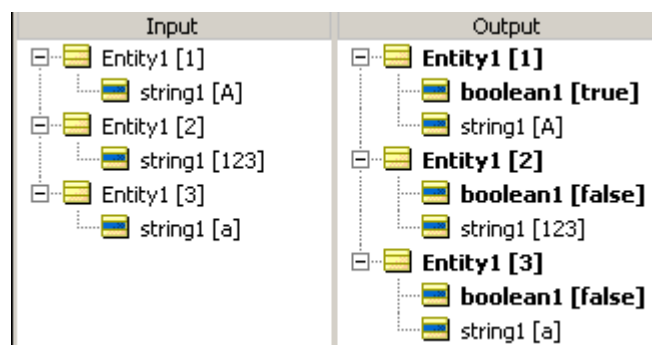 Input
Entity1 [1]
string1 [A]
Entity1 [2]
string1 [123]
Entity1 [3]
string1 [a]
Output
Entity1 [1]
boolean1 [true]
string1 [A]
Entity1 [2]
boolean1 [false]
string1 [123]
Entity1 [3]
boolean1 [false]
string1 [a]